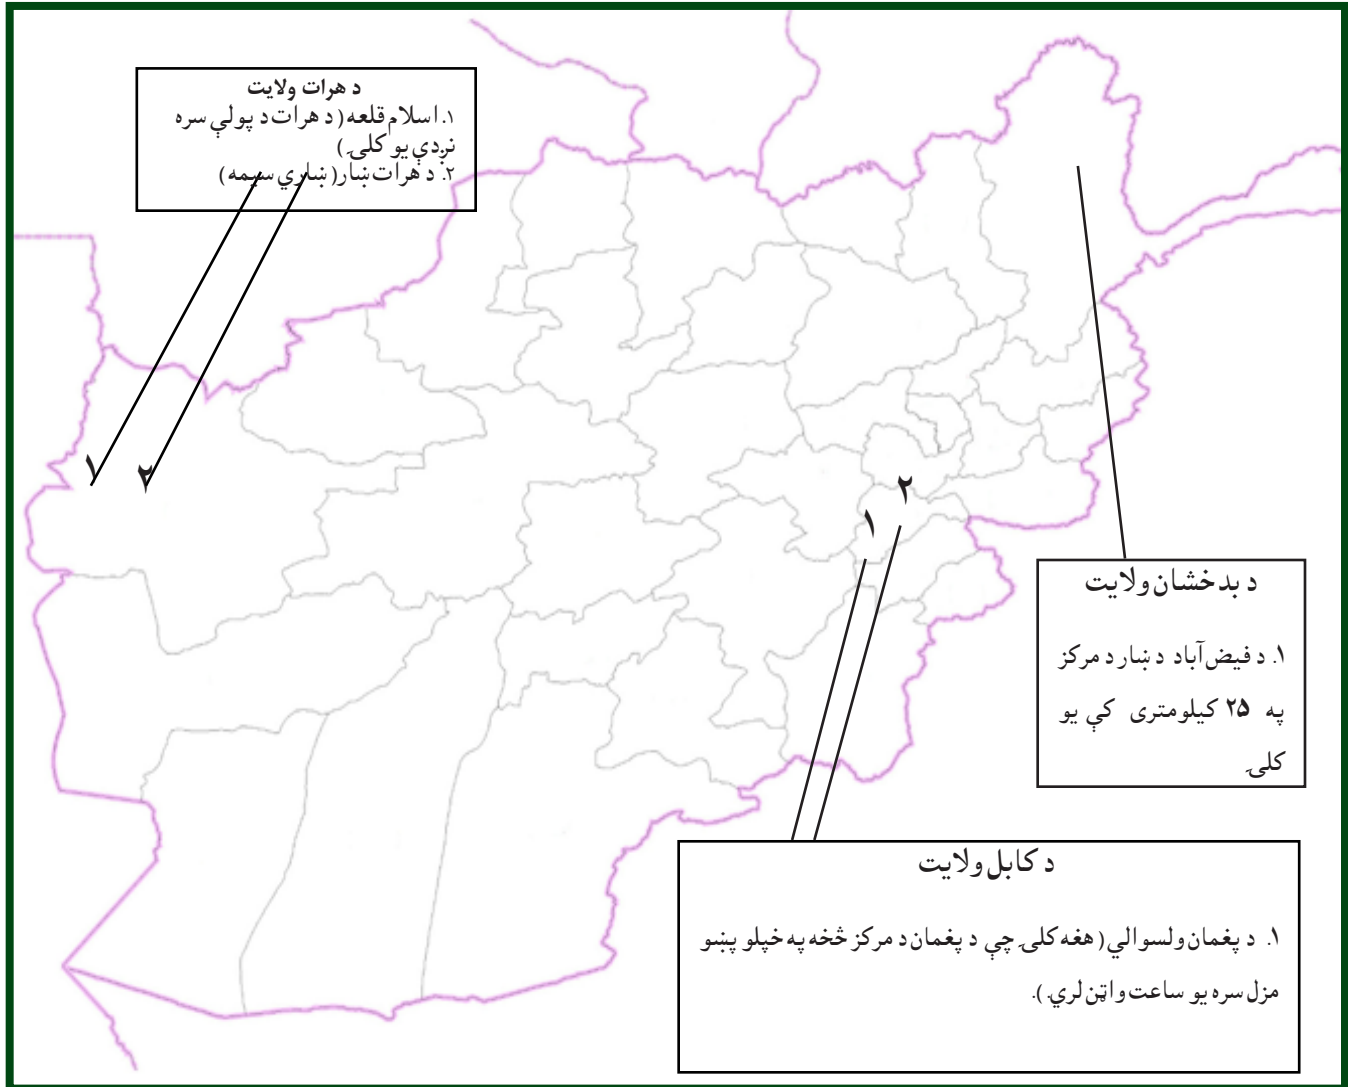 د هرات ولایت
۱. اسلام قلعه ( د هرات د پولې سره
نږدې یو کلی )
۲. د هرات ښار( ښاري سیمه )
۱
۲
۲
۱
د بدخشان ولایت
۱. د فیض آباد د ښار د مرکز
په ۲۵ کیلومتری کې یو
کلی
د کابل ولایت
۱. د پغمان ولسوالي ( هغه کلی چې د پغمان د مرکز څخه په خپلو پښو
مزل سره یو ساعت واټن لري ).